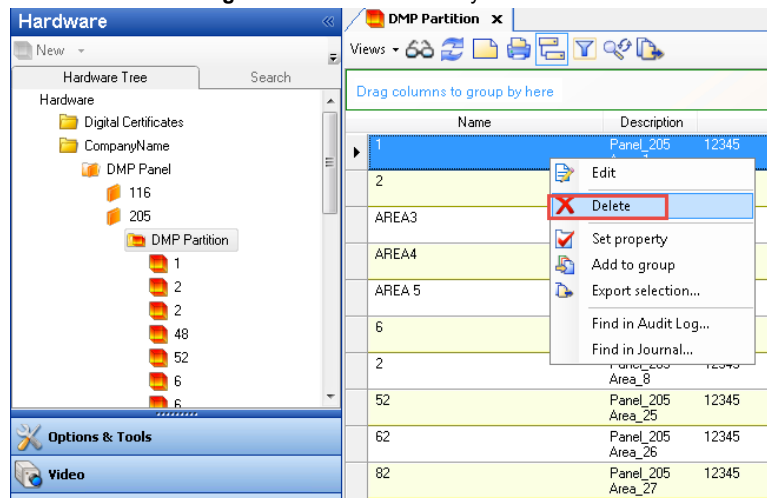 Hardware «
New
Hardware Tree Search
Hardware
Digital Certificates
CompanyName
DMP Panel
116
205
DMP Partition
1
2
2
48
52
6
6
Options & Tools
Video
DMP Partition x
Views
Drag columns to group by here
Name Description
1 Panel_205 12345
2
AREA3
AREA4
AREA 5
6
2 12345
Area_8
52 Panel_205 12345
Area_25
62 Panel_205 12345
Area_26
82 Panel_205 12345
Area_27
Edit
Delete
Set property
Add to group
Export selection...
Find in Audit Log...
Find in Journal...